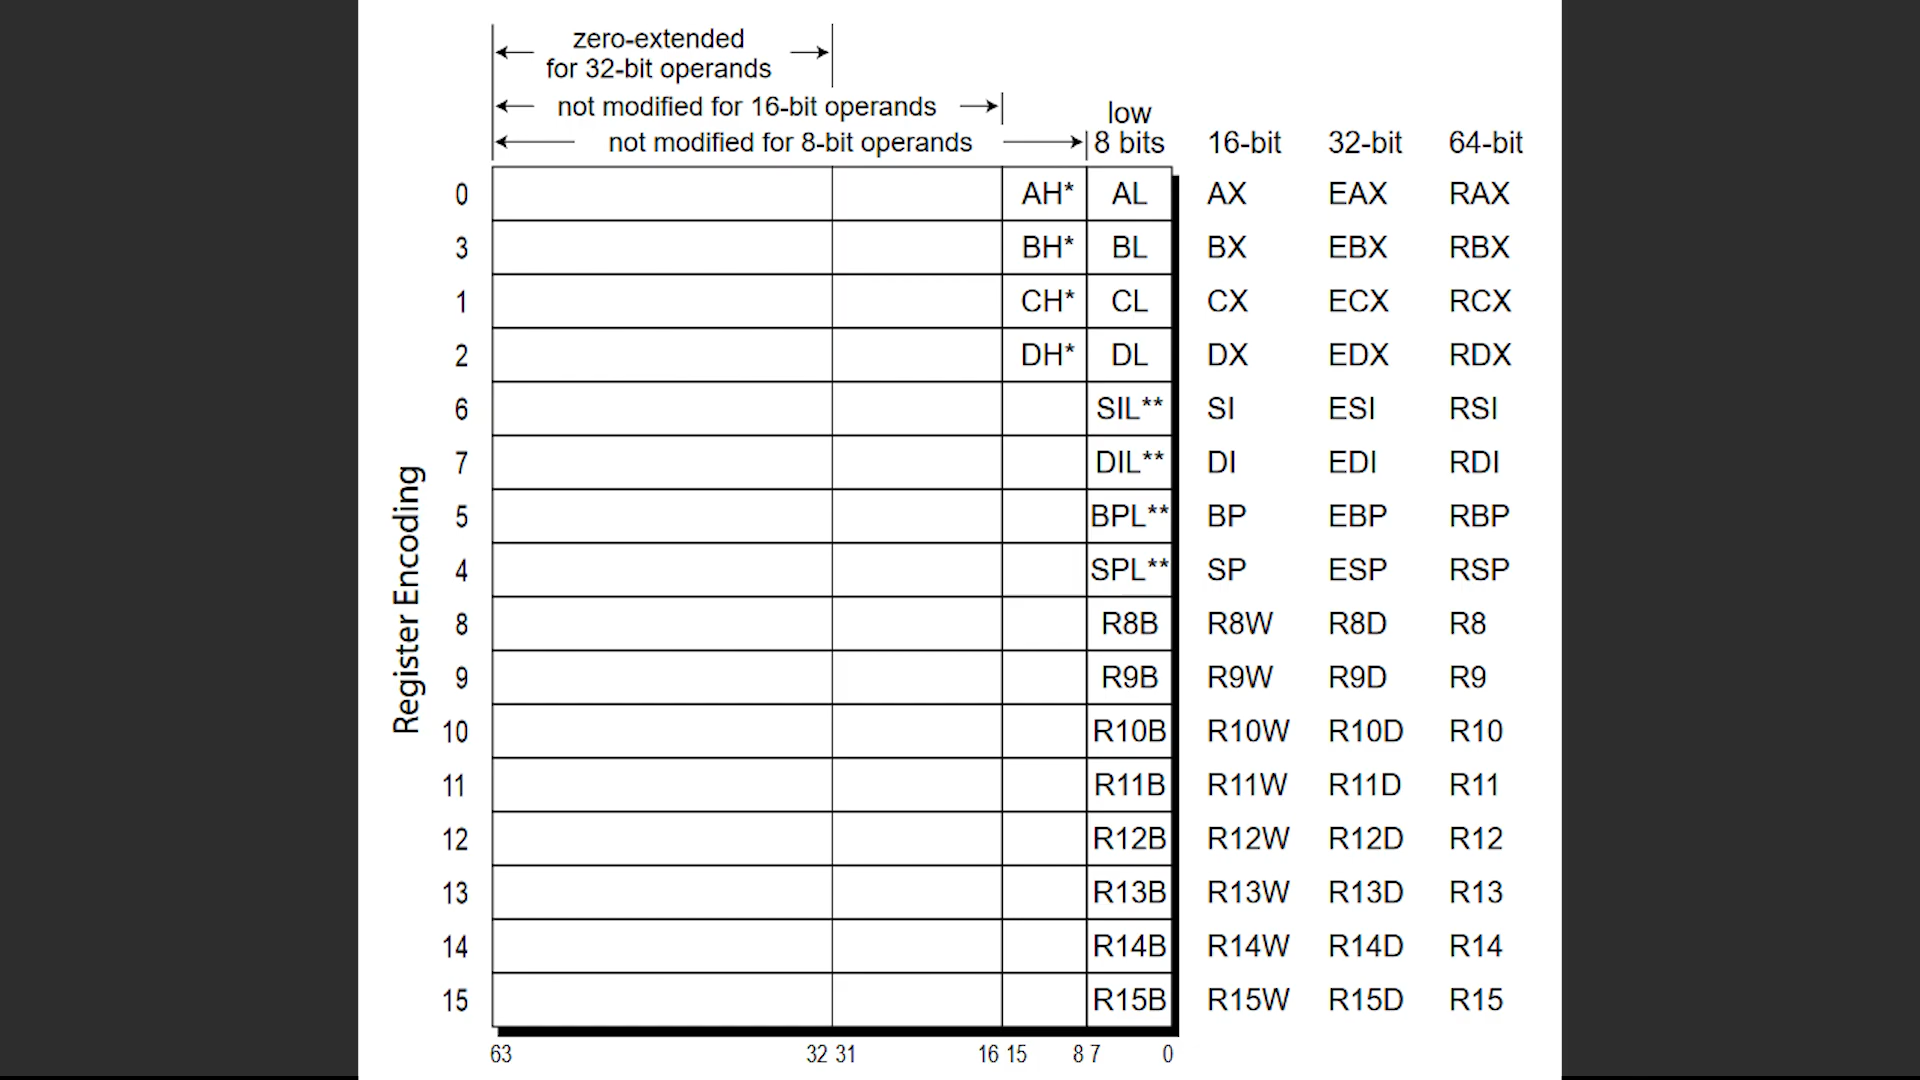 zero-extended
for 32-bit operands
not modified for 16-bit operands
low
not modified for 8-bit operands 8 bits 16-bit 32-bit 64-bit
0 AH* AL AX EAX RAX
3 BH* BL BX EBX RBX
1 CH* CL CX ECX RCX
2 DH* DL DX EDX RDX
6 SIL** SI ESI RSI
7 DIL** DI EDI RDI
5 BPL** BP EBP RBP
4 SPL** SP ESP RSP
8 R8B R8W R8D R8
9 R9B R9W R9D R9
10 R10B R10W R10D R10
11 R11B R11W R11D R11
12 R12B R12W R12D R12
13 R13B R13W R13D R13
14 R14B R14W R14D R14
15 R15B R15W R15D R15
63 32 31 16 15 8 7 0
Register Encoding